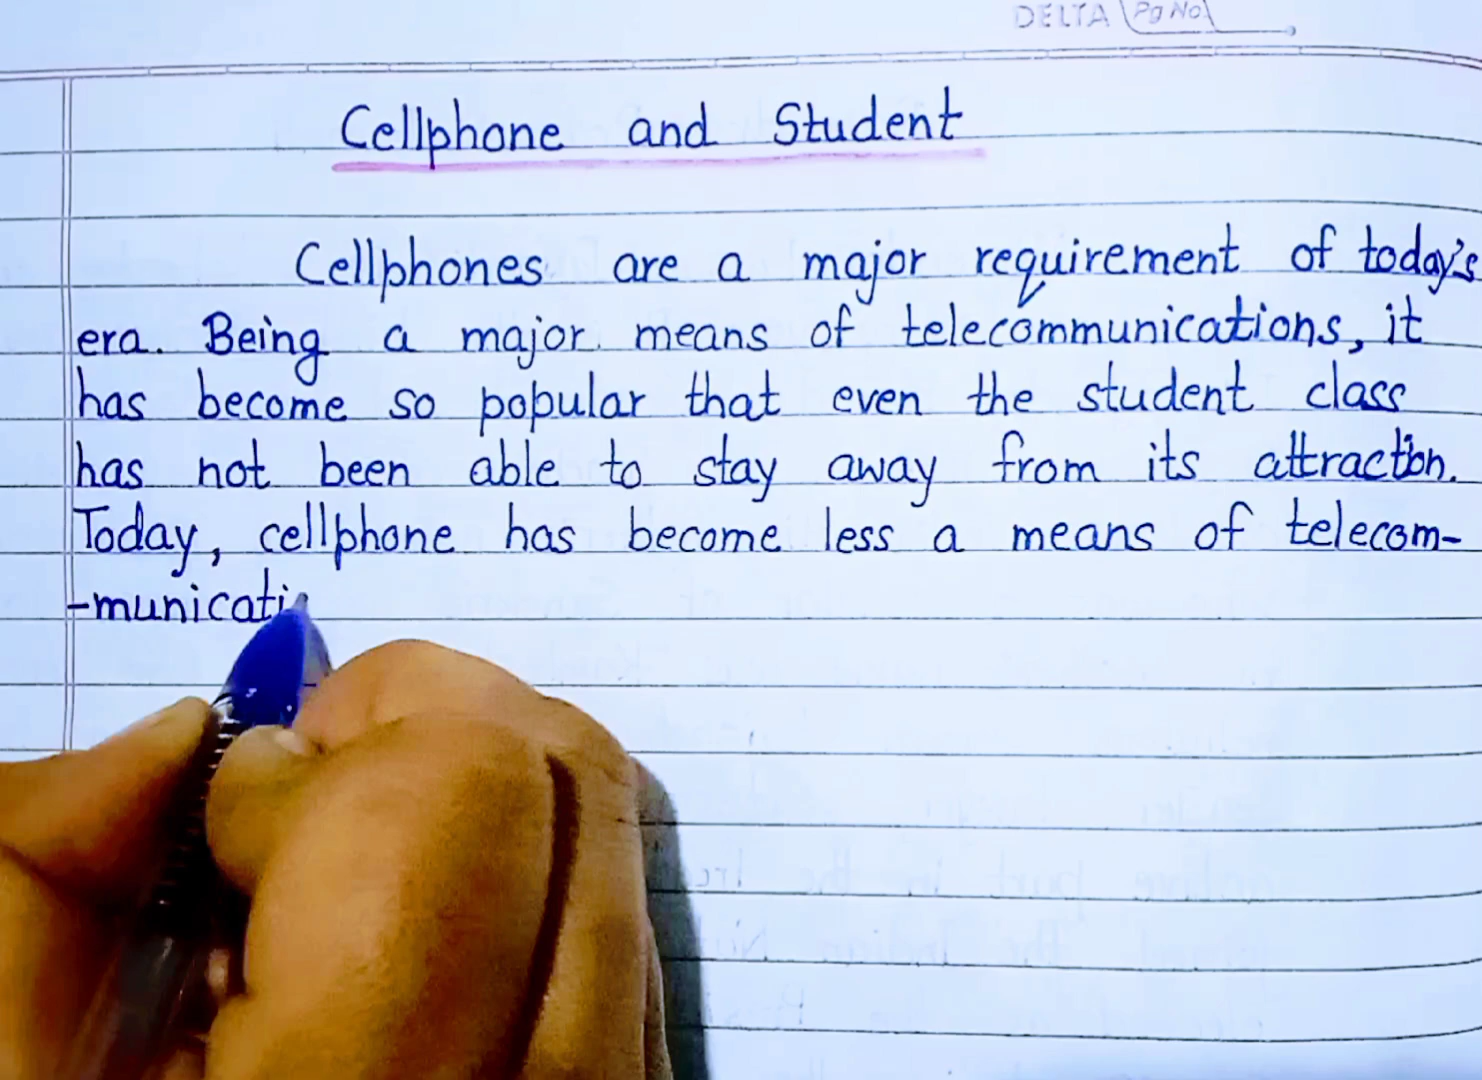 DELTA Pg No
Cellphone and Student
Cellphones are a major requirement of today's
era. Being a major means of telecommunications, it
has become so popular that even the student class
has not been able to stay away from its attraction.
Today, cellphone has become less a means of telecom-
-municati